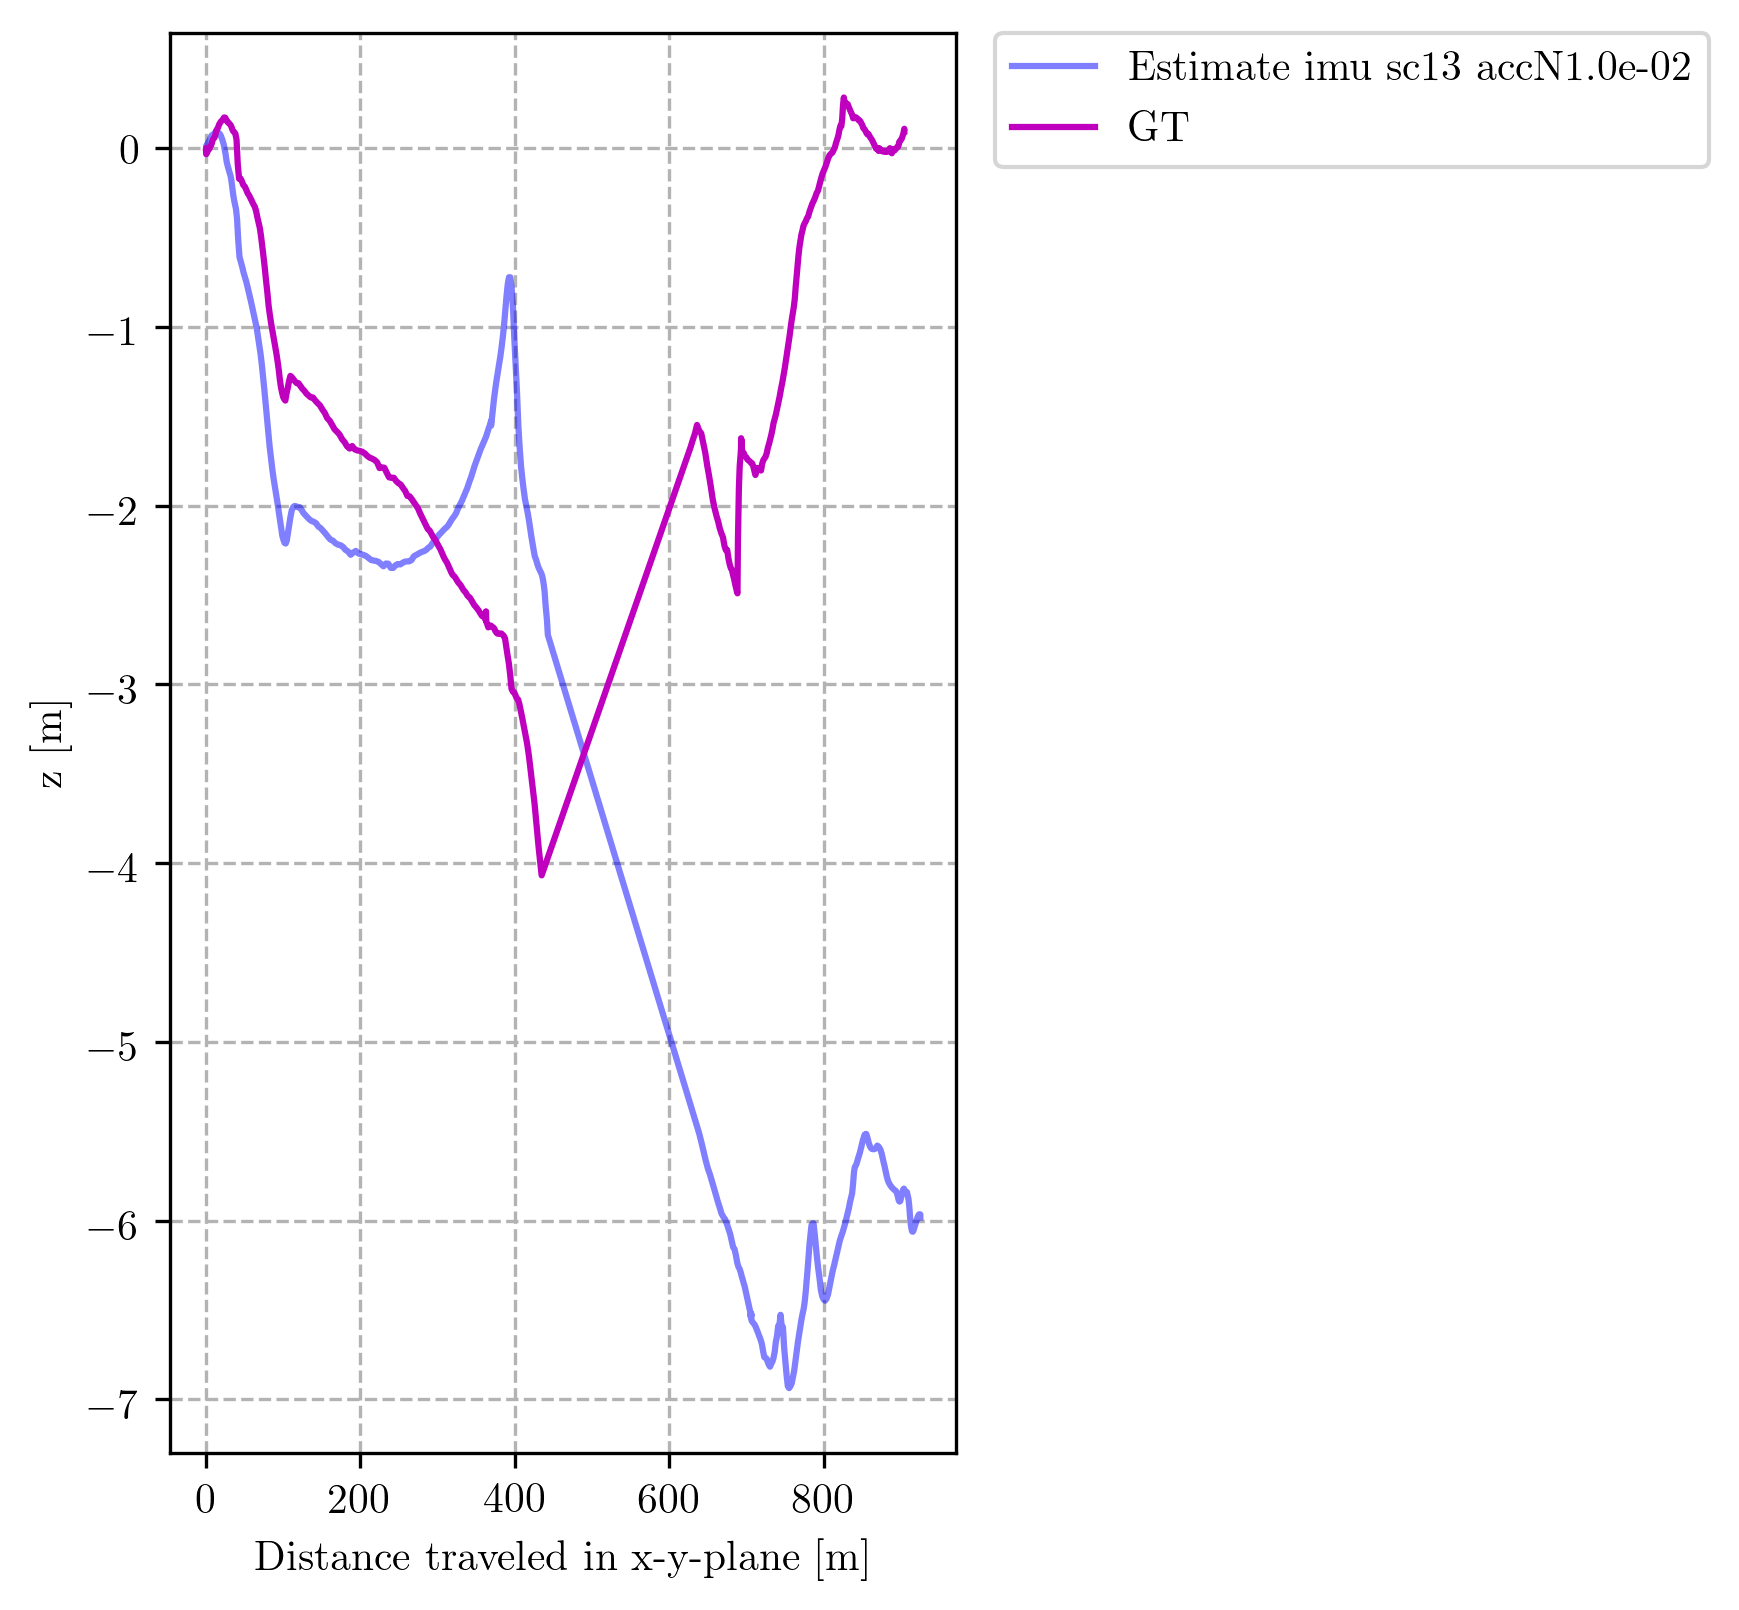 Estimate imu sc13 accN1.0e-02
GT
0
−1
−2
−3
−4
−5
−6
−7
z [m]
0 200 400 600 800
Distance traveled in x-y-plane [m]